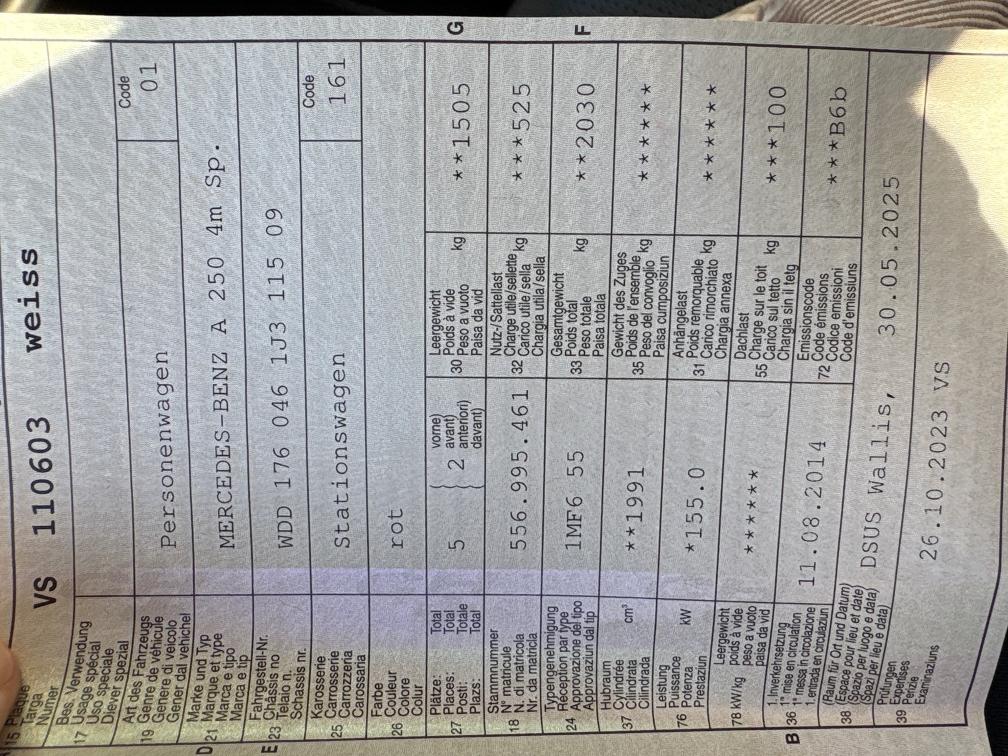 15 Plaque
Targa
Numer
VS 110603 weiss
Bes. Verwendung
17 Usage spécial
Uso speciale
Diever spezial
Art des Fahrzeugs
19 Genre de véhicule
Genere di veicolo
Gener dal vehichel
Personenwagen
Code
01
D
Marke und Typ
21 Marque et type
Marca e tipo
Marca e tip
MERCEDES-BENZ A 250 4m Sp.
E
Fahrgestell-Nr.
23 Châssis no
Telaio n.
Schassis nr.
WDD 176 046 1J3 115 09
Karosserie
25 Carrosserie
Carrozzeria
Carossaria
Stationswagen
Code
161
Farbe
26 Couleur
Colore
Colur
rot
Plätze: Total
27 Places: Total
Posti: Totale
Plazs: Total
5
2
vorne)
avant)
anteriori)
davant)
Leergewicht
30 Poids à vide
Peso a vuoto kg
Paisa da vid
**1505
G
Stammnummer
18 N° matricule
N. di matricola
Nr. da matricla
556.995.461
Nutz-/Sattellast
32 Charge utile/sellette kg
Carico utile/sella
Chargia utila/sella
***525
Typengenehmigung
24 Réception par type
Approvazione del tipo
Approvaziun dal tip
1MF6 55
Gesamtgewicht
33 Poids total kg
Peso totale
Paisa totala
**2030
F
Hubraum
37 Cylindrée cm³
Cilindrata
Cilindrada
**1991
Gewicht des Zuges
35 Poids de l'ensemble kg
Peso del convoglio
Paisa cumposiziun
******
Leistung
76 Puissance kW
Potenza
Prestaziun
*155.0
Anhängelast
31 Poids remorquable kg
Carico rimorchiato
Chargia annexa
******
78 kW/kg
Leergewicht
poids à vide
peso a vuoto
paisa da vid
******
Dachlast
55 Charge sur le toit kg
Carico sul tetto
Chargia sin il tetg
***100
B
1. Inverkehrsetzung
36 1re mise en circulation
1a messa in circolazione
1. entrada en circulaziun
11.08.2014
Emissionscode
72 Code émissions
Codice emissioni
Code d'emissiuns
***B6b
(Raum für Ort und Datum)
38 (Espace pour lieu et date)
(Spazio per luogo e data)
(Spazi per lieu e data)
DSUS Wallis, 30.05.2025
Prüfungen
39 Expertises
Perizie
Examinaziuns
26.10.2023 VS